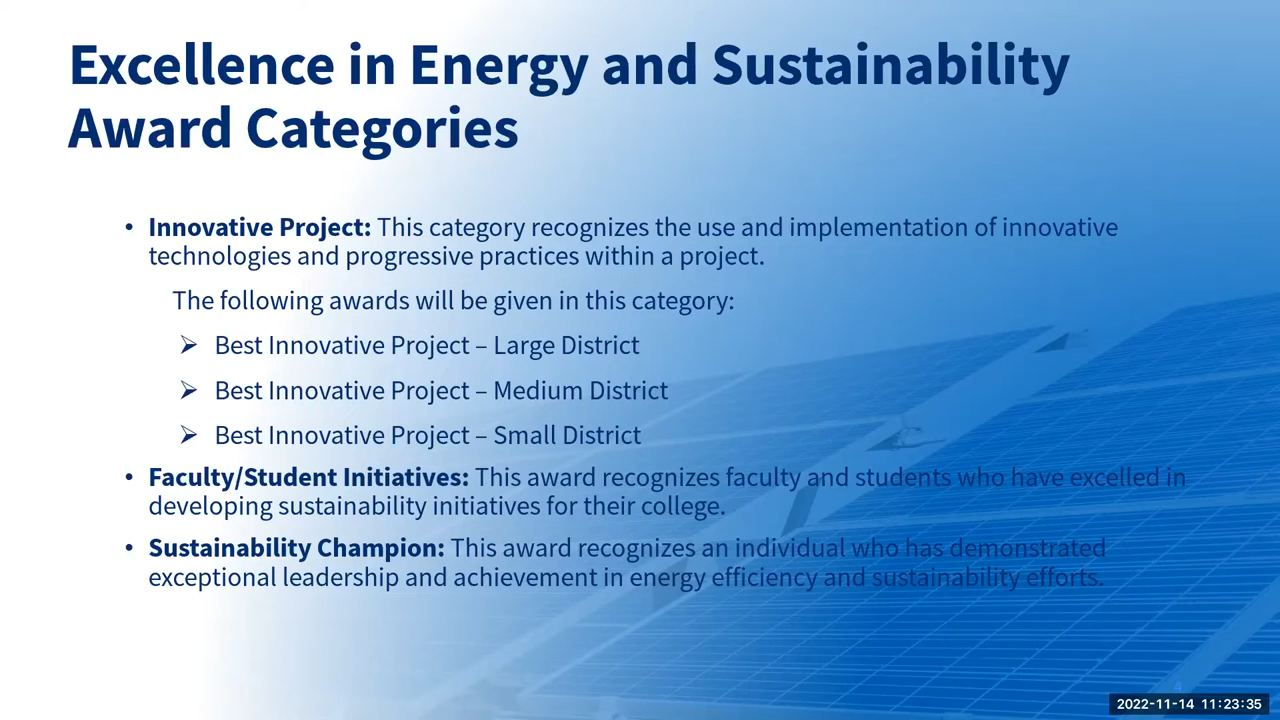 Excellence in Energy and Sustainability
Award Categories
• Innovative Project: This category recognizes the use and implementation of innovative
technologies and progressive practices within a project.
The following awards will be given in this category:
➢ Best Innovative Project – Large District
➢ Best Innovative Project – Medium District
➢ Best Innovative Project – Small District
• Faculty/Student Initiatives: This award recognizes faculty and students who have excelled in
developing sustainability initiatives for their college.
• Sustainability Champion: This award recognizes an individual who has demonstrated
exceptional leadership and achievement in energy efficiency and sustainability efforts.
4
2022-11-14 11:23:35